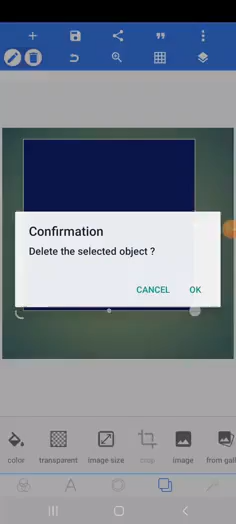 Confirmation
Delete the selected object ?
CANCEL
OK
color
transparent
image size
crop
image
from gall